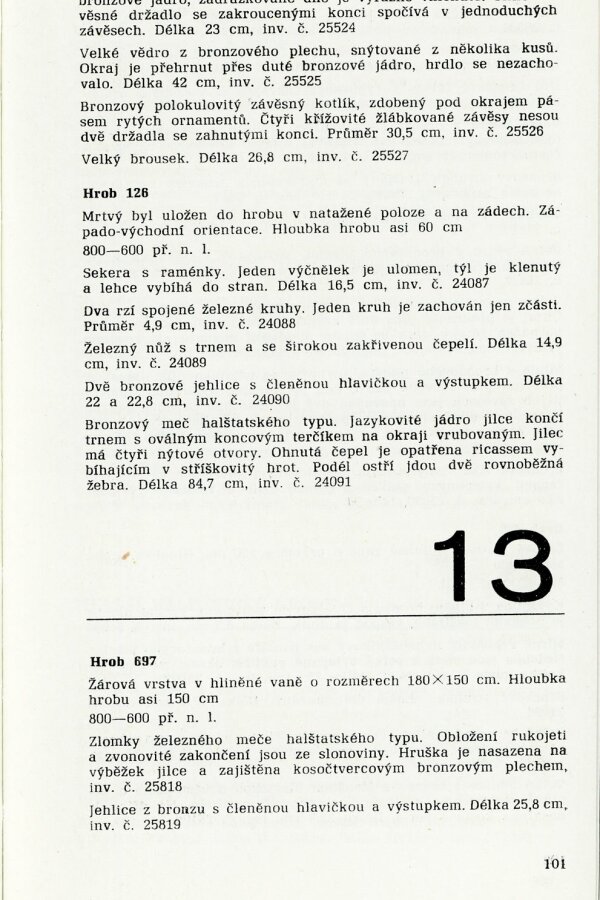 věsné držadlo se zakroucenými konci spočívá v jednoduchých
závěsech. Délka 23 cm, inv. č. 25524
Velké vědro z bronzového plechu, snýtované z několika kusů.
Okraj je přehrnut přes duté bronzové jádro, hrdlo se nezacho-
valo. Délka 42 cm, inv. č. 25525
Bronzový polokulovitý závěsný kotlík, zdobený pod okrajem pá-
sem rytých ornamentů. Čtyři křížovité žlábkované závěsy nesou
dvě držadla se zahnutými konci. Průměr 30,5 cm, inv. č. 25526
Velký brousek. Délka 26,8 cm, inv. č. 25527
Hrob 126
Mrtvý byl uložen do hrobu v natažené poloze a na zádech. Zá-
pado-východní orientace. Hloubka hrobu asi 60 cm
800—600 př. n. l.
Sekera s raménky. Jeden výčnělek je ulomen, týl je klenutý
a lehce vybíhá do stran. Délka 16,5 cm, inv. č. 24087
Dva rzí spojené železné kruhy. Jeden kruh je zachován jen zčásti.
Průměr 4,9 cm, inv. č. 24088
Železný nůž s trnem a se širokou zakřivenou čepelí. Délka 14,9
cm, inv. č. 24089
Dvě bronzové jehlice s členěnou hlavičkou a výstupkem. Délka
22 a 22,8 cm, inv. č. 24090
Bronzový meč halštatského typu. Jazykovité jádro jilce končí
trnem s oválným koncovým terčíkem na okraji vrubovaným. Jilec
má čtyři nýtové otvory. Ohnutá čepel je opatřena ricassem vy-
bíhajícím v stříškovitý hrot. Podél ostří jdou dvě rovnoběžná
žebra. Délka 84,7 cm, inv. č. 24091
13
Hrob 697
Žárová vrstva v hliněné vaně o rozměrech 180×150 cm. Hloubka
hrobu asi 150 cm
800—600 př. n. l.
Zlomky železného meče halštatského typu. Obložení rukojeti
a zvonovité zakončení jsou ze slonoviny. Hruška je nasazena na
výběžek jilce a zajištěna kosočtvercovým bronzovým plechem,
inv. č. 25818
Jehlice z bronzu s členěnou hlavičkou a výstupkem. Délka 25,8 cm,
inv. č. 25819
101